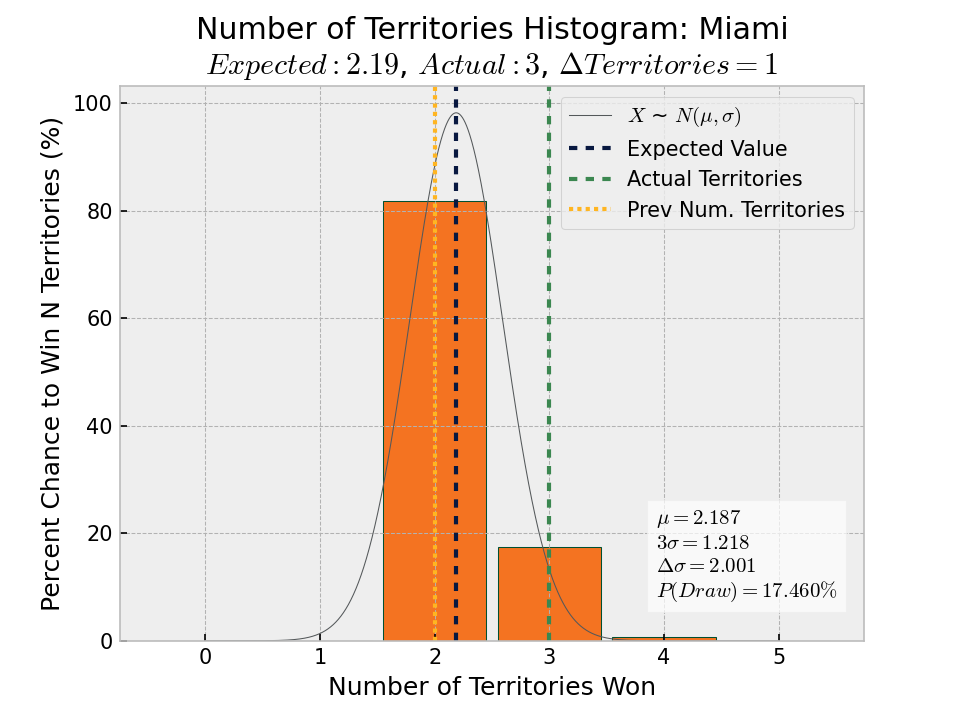 Number of Territories Histogram: Miami
Expected : 2.19, Actual : 3, ΔTerritories = 1
Percent Chance to Win N Territories (%)
100
80
60
40
20
0
X ~ N(μ, σ)
Expected Value
Actual Territories
Prev Num. Territories
μ = 2.187
3σ = 1.218
Δσ = 2.001
P(Draw) = 17.460%
0 1 2 3 4 5
Number of Territories Won